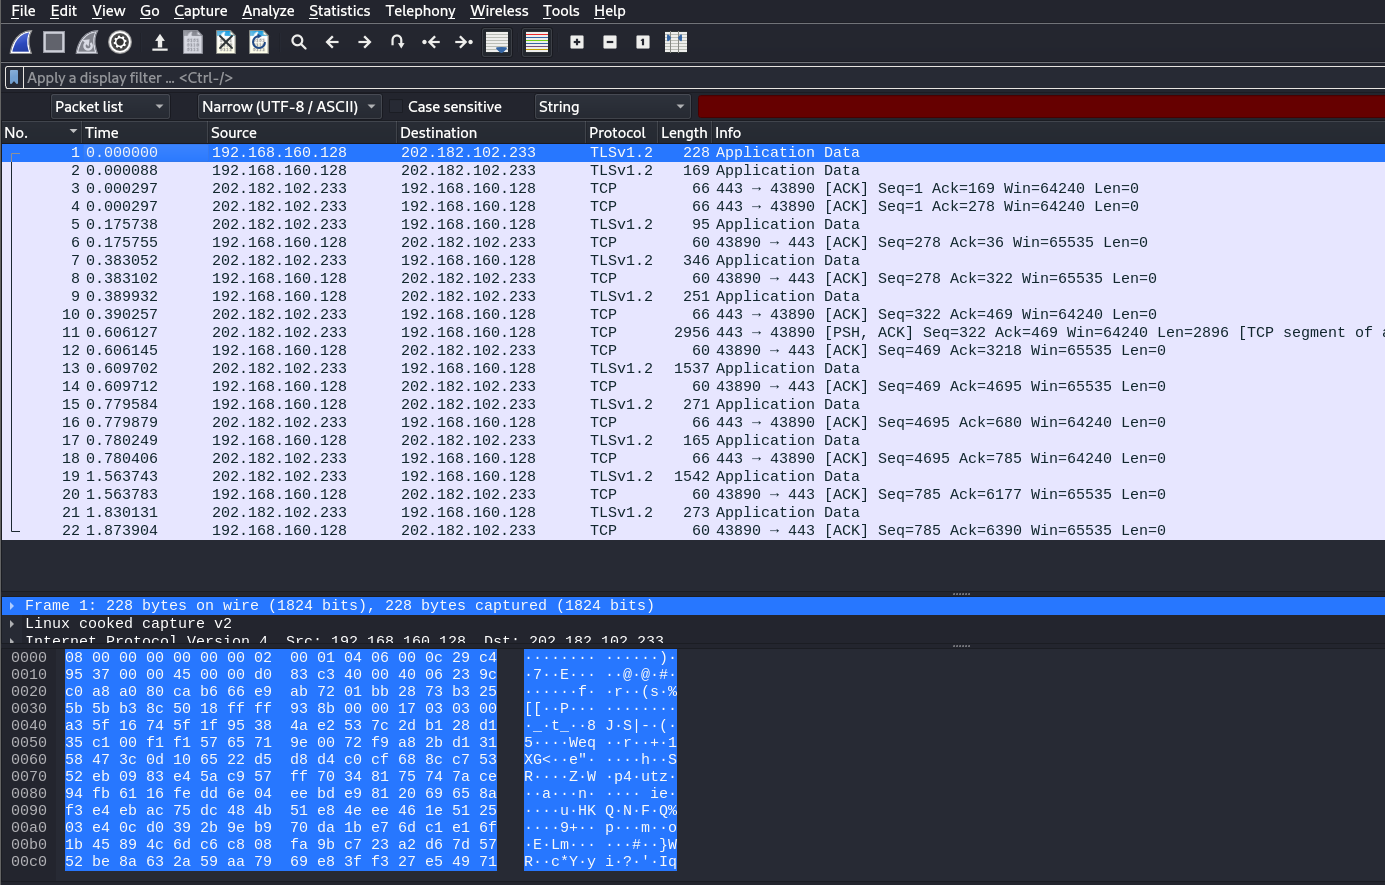 File Edit View Go Capture Analyze Statistics Telephony Wireless Tools Help
Apply a display filter ... <Ctrl-/>
Packet list Narrow (UTF-8 / ASCII) Case sensitive String
No. Time Source Destination Protocol Length Info
1 0.000000 192.168.160.128 202.182.102.233 TLSv1.2 228 Application Data
2 0.000088 192.168.160.128 202.182.102.233 TLSv1.2 169 Application Data
3 0.000297 202.182.102.233 192.168.160.128 TCP 66 443 → 43890 [ACK] Seq=1 Ack=169 Win=64240 Len=0
4 0.000297 202.182.102.233 192.168.160.128 TCP 66 443 → 43890 [ACK] Seq=1 Ack=278 Win=64240 Len=0
5 0.175738 202.182.102.233 192.168.160.128 TLSv1.2 95 Application Data
6 0.175755 192.168.160.128 202.182.102.233 TCP 60 43890 → 443 [ACK] Seq=278 Ack=36 Win=65535 Len=0
7 0.383052 202.182.102.233 192.168.160.128 TLSv1.2 346 Application Data
8 0.383102 192.168.160.128 202.182.102.233 TCP 60 43890 → 443 [ACK] Seq=278 Ack=322 Win=65535 Len=0
9 0.389932 192.168.160.128 202.182.102.233 TLSv1.2 251 Application Data
10 0.390257 202.182.102.233 192.168.160.128 TCP 66 443 → 43890 [ACK] Seq=322 Ack=469 Win=64240 Len=0
11 0.606127 202.182.102.233 192.168.160.128 TCP 2956 443 → 43890 [PSH, ACK] Seq=322 Ack=469 Win=64240 Len=2896 [TCP segment of a
12 0.606145 192.168.160.128 202.182.102.233 TCP 60 43890 → 443 [ACK] Seq=469 Ack=3218 Win=65535 Len=0
13 0.609702 202.182.102.233 192.168.160.128 TLSv1.2 1537 Application Data
14 0.609712 192.168.160.128 202.182.102.233 TCP 60 43890 → 443 [ACK] Seq=469 Ack=4695 Win=65535 Len=0
15 0.779584 192.168.160.128 202.182.102.233 TLSv1.2 271 Application Data
16 0.779879 202.182.102.233 192.168.160.128 TCP 66 443 → 43890 [ACK] Seq=4695 Ack=680 Win=64240 Len=0
17 0.780249 192.168.160.128 202.182.102.233 TLSv1.2 165 Application Data
18 0.780406 202.182.102.233 192.168.160.128 TCP 66 443 → 43890 [ACK] Seq=4695 Ack=785 Win=64240 Len=0
19 1.563743 202.182.102.233 192.168.160.128 TLSv1.2 1542 Application Data
20 1.563783 192.168.160.128 202.182.102.233 TCP 60 43890 → 443 [ACK] Seq=785 Ack=6177 Win=65535 Len=0
21 1.830131 202.182.102.233 192.168.160.128 TLSv1.2 273 Application Data
22 1.873904 192.168.160.128 202.182.102.233 TCP 60 43890 → 443 [ACK] Seq=785 Ack=6390 Win=65535 Len=0
Frame 1: 228 bytes on wire (1824 bits), 228 bytes captured (1824 bits)
Linux cooked capture v2
Internet Protocol Version 4, Src: 192.168.160.128, Dst: 202.182.102.233
0000 08 00 00 00 00 00 00 02 00 01 04 06 00 0c 29 c4 ········ ······)·
0010 95 37 00 00 45 00 00 d0 83 c3 40 00 40 06 23 9c ·7··E··· ··@·@·#·
0020 c0 a8 a0 80 ca b6 66 e9 ab 72 01 bb 28 73 b3 25 ······f· ·r··(s·%
0030 5b 5b b3 8c 50 18 ff ff 93 8b 00 00 17 03 03 00 [[··P··· ········
0040 a3 5f 16 74 5f 1f 95 38 4a e2 53 7c 2d b1 28 d1 ·_·t_··8 J·S|-·(·
0050 35 c1 00 f1 f1 57 65 71 9e 00 72 f9 a8 2b d1 31 5····Weq ··r··+·1
0060 58 47 3c 0d 10 65 22 d5 d8 d4 c0 cf 68 8c c7 53 XG<··e"· ····h··S
0070 52 eb 09 83 e4 5a c9 57 ff 70 34 81 75 74 7a ce R····Z·W ·p4·utz·
0080 94 fb 61 16 fe dd 6e 04 ee bd e9 81 20 69 65 8a ··a···n· ···· ie·
0090 f3 e4 eb ac 75 dc 48 4b 51 e8 4e ee 46 1e 51 25 ····u·HK Q·N·F·Q%
00a0 03 e4 0c d0 39 2b 9e b9 70 da 1b e7 6d c1 e1 6f ····9+·· p···m··o
00b0 1b 45 89 4c 6d c6 c8 08 fa 9b c7 23 a2 d6 7d 57 ·E·Lm··· ···#··}W
00c0 52 be 8a 63 2a 59 aa 79 69 e8 3f f3 27 e5 49 71 R··c*Y·y i·?·'·Iq